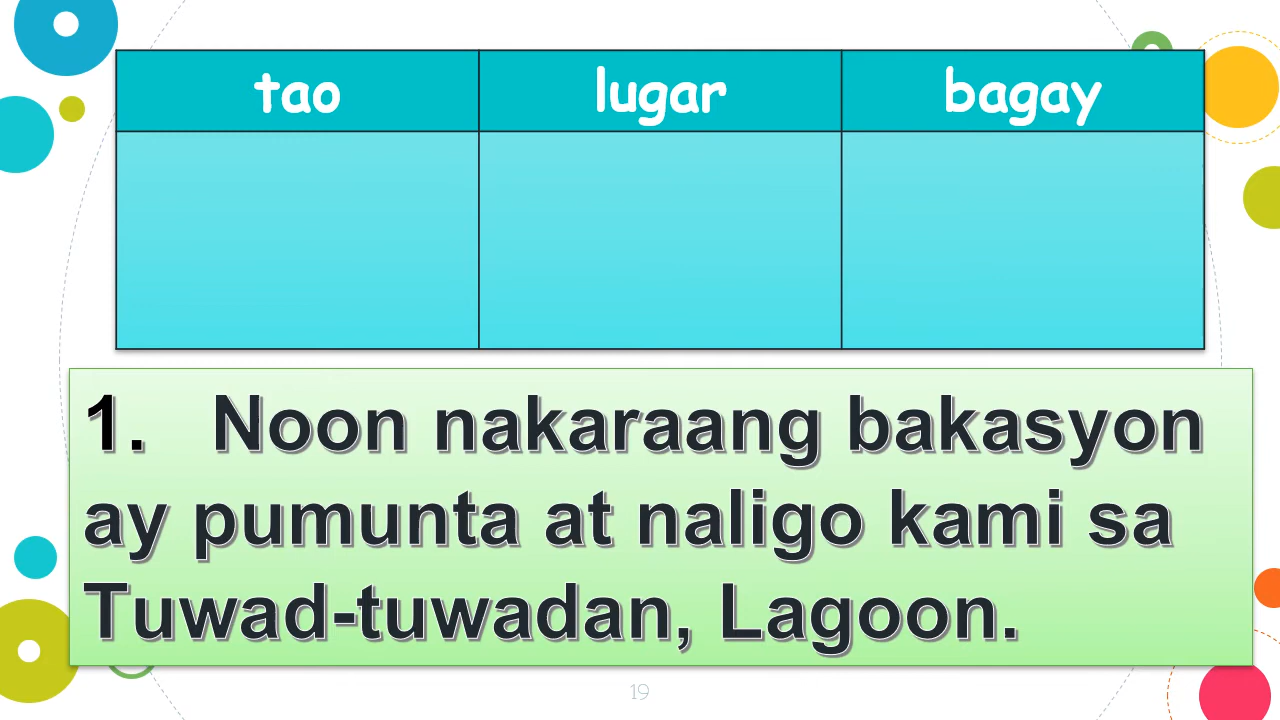 tao lugar bagay
1. Noon nakaraang bakasyon
ay pumunta at naligo kami sa
Tuwad-tuwadan, Lagoon.
19